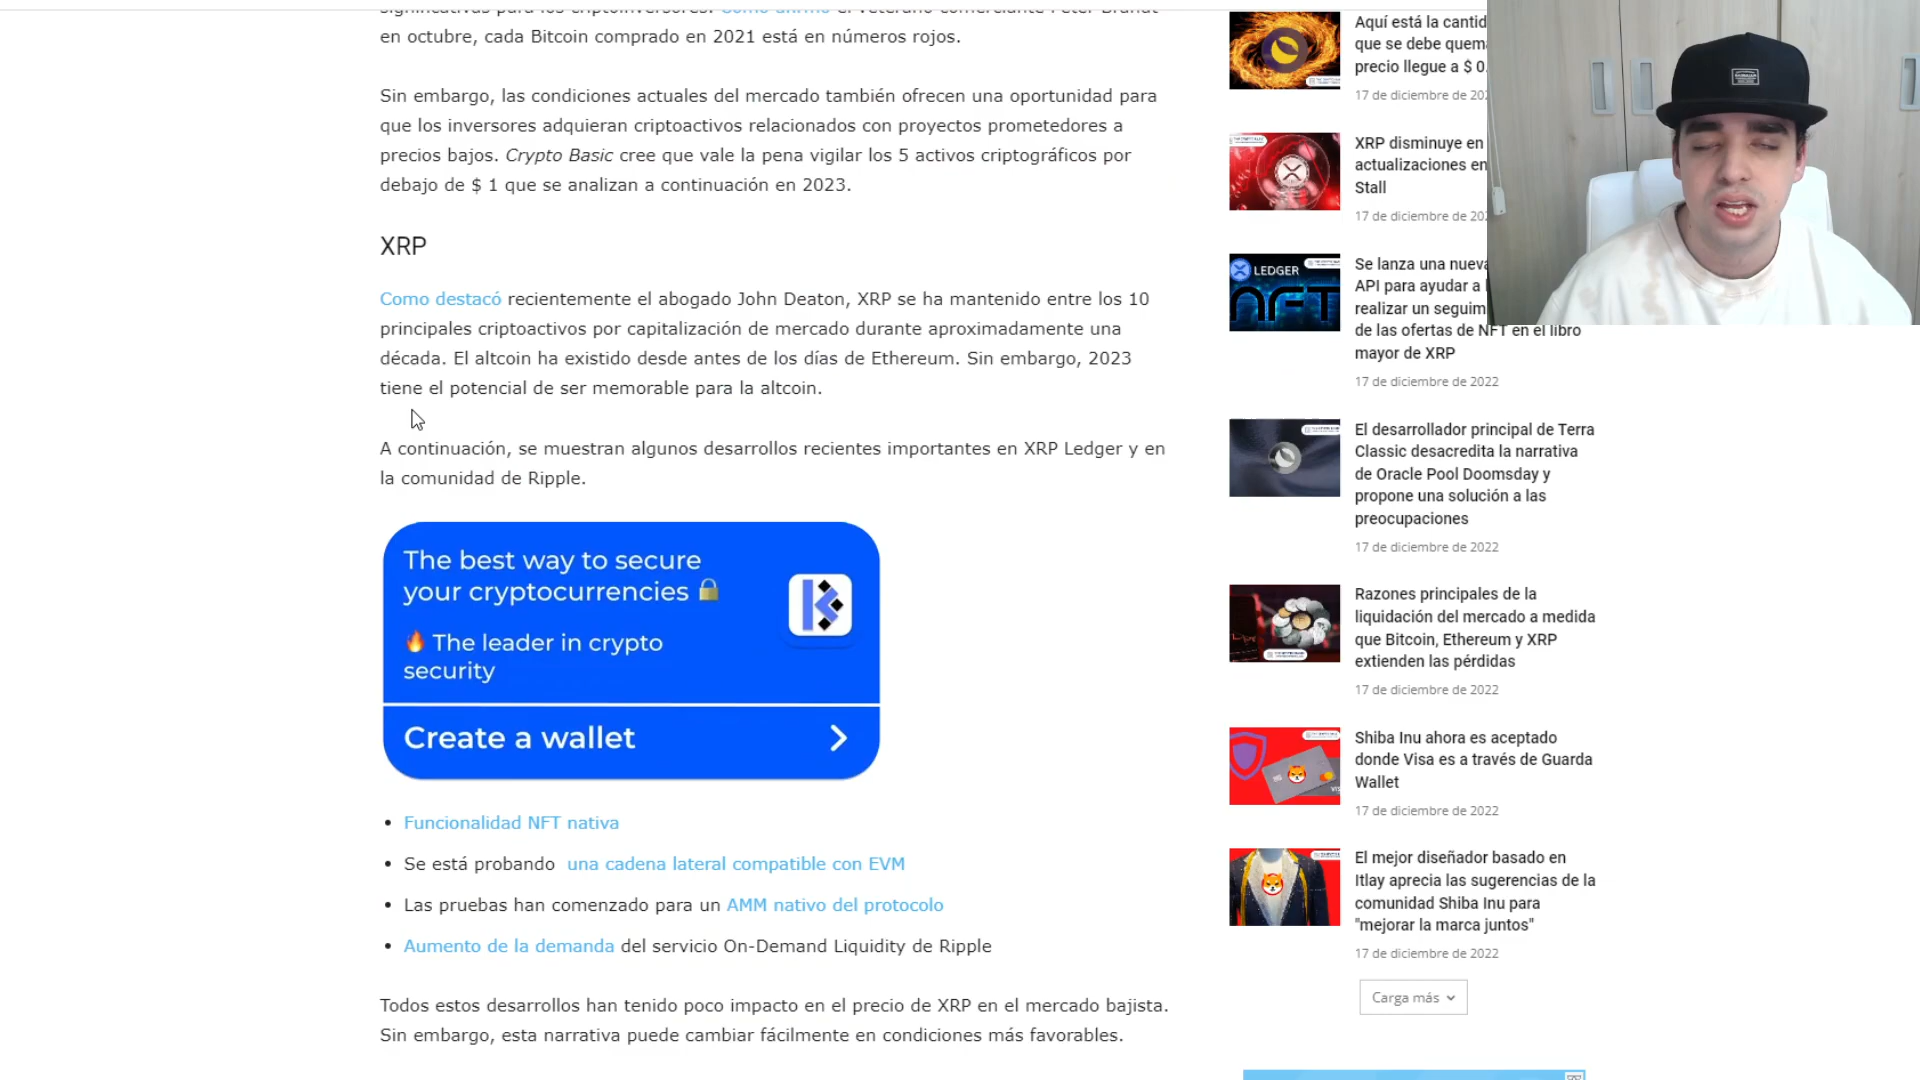 significativas para los criptoinversores. Como afirmó el veterano comerciante Peter Brandt
en octubre, cada Bitcoin comprado en 2021 está en números rojos.
Sin embargo, las condiciones actuales del mercado también ofrecen una oportunidad para
que los inversores adquieran criptoactivos relacionados con proyectos prometedores a
precios bajos. Crypto Basic cree que vale la pena vigilar los 5 activos criptográficos por
debajo de $ 1 que se analizan a continuación en 2023.
XRP
Como destacó recientemente el abogado John Deaton, XRP se ha mantenido entre los 10
principales criptoactivos por capitalización de mercado durante aproximadamente una
década. El altcoin ha existido desde antes de los días de Ethereum. Sin embargo, 2023
tiene el potencial de ser memorable para la altcoin.
A continuación, se muestran algunos desarrollos recientes importantes en XRP Ledger y en
la comunidad de Ripple.
The best way to secure
your cryptocurrencies 🔒
🔥 The leader in crypto
security
Create a wallet
• Funcionalidad NFT nativa
• Se está probando una cadena lateral compatible con EVM
• Las pruebas han comenzado para un AMM nativo del protocolo
• Aumento de la demanda del servicio On-Demand Liquidity de Ripple
Todos estos desarrollos han tenido poco impacto en el precio de XRP en el mercado bajista.
Sin embargo, esta narrativa puede cambiar fácilmente en condiciones más favorables.
Aquí está la cantid
que se debe quem
precio llegue a $ 0.
17 de diciembre de 202
XRP disminuye en
actualizaciones en
Stall
17 de diciembre de 202
LEDGER
NFT
Se lanza una nueva
API para ayudar a
realizar un seguim
de las ofertas de NFT en el libro
mayor de XRP
17 de diciembre de 2022
El desarrollador principal de Terra
Classic desacredita la narrativa
de Oracle Pool Doomsday y
propone una solución a las
preocupaciones
17 de diciembre de 2022
Razones principales de la
liquidación del mercado a medida
que Bitcoin, Ethereum y XRP
extienden las pérdidas
17 de diciembre de 2022
Shiba Inu ahora es aceptado
donde Visa es a través de Guarda
Wallet
17 de diciembre de 2022
El mejor diseñador basado en
Itlay aprecia las sugerencias de la
comunidad Shiba Inu para
"mejorar la marca juntos"
17 de diciembre de 2022
Carga más